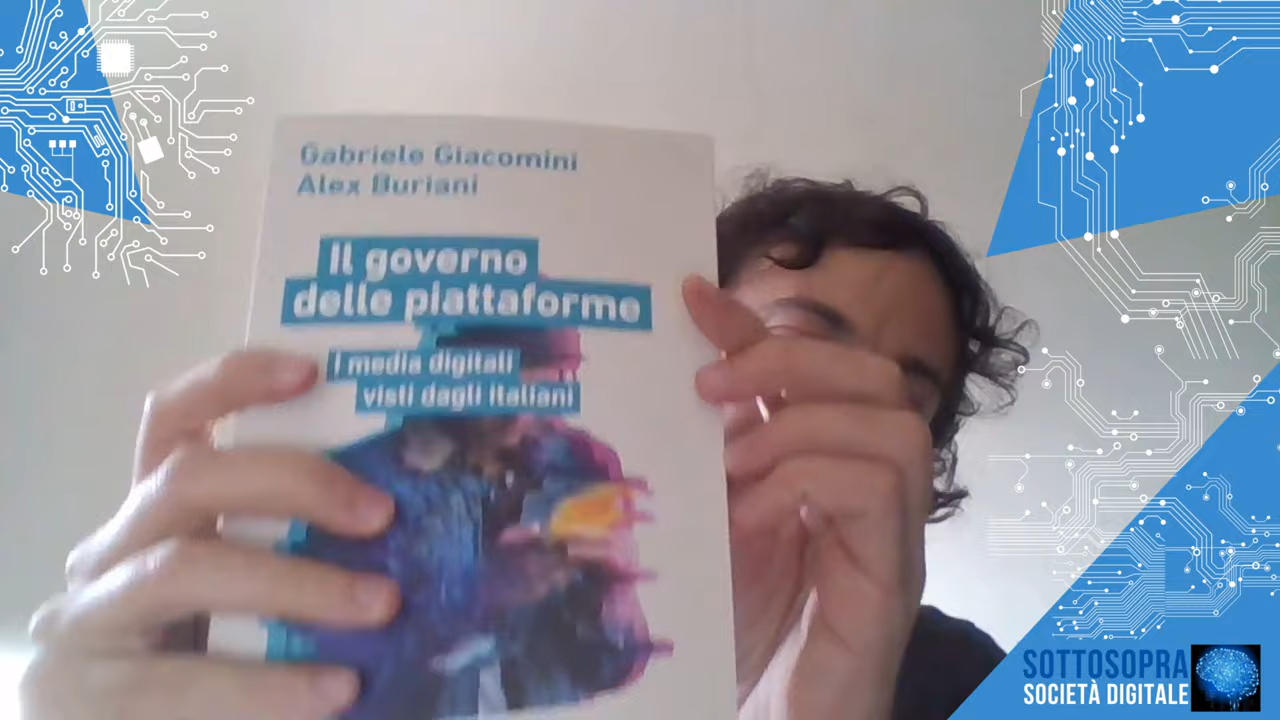 Gabriele Giacomini
Alex Buriani
Il governo
delle piattaforme
I media digitali
visti dagli italiani
SOTTOSOPRA
SOCIETÀ DIGITALE